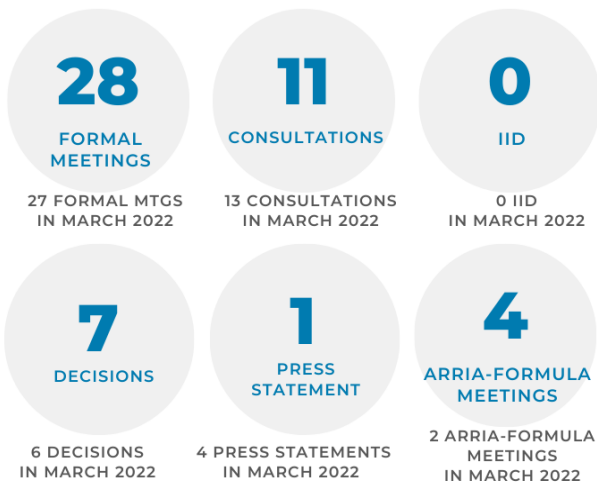 28
FORMAL
MEETINGS
27 FORMAL MTGS
IN MARCH 2022
11
CONSULTATIONS
13 CONSULTATIONS
IN MARCH 2022
0
IID
0 IID
IN MARCH 2022
7
DECISIONS
6 DECISIONS
IN MARCH 2022
1
PRESS
STATEMENT
4 PRESS STATEMENTS
IN MARCH 2022
4
ARRIA-FORMULA
MEETINGS
2 ARRIA-FORMULA
MEETINGS
IN MARCH 2022